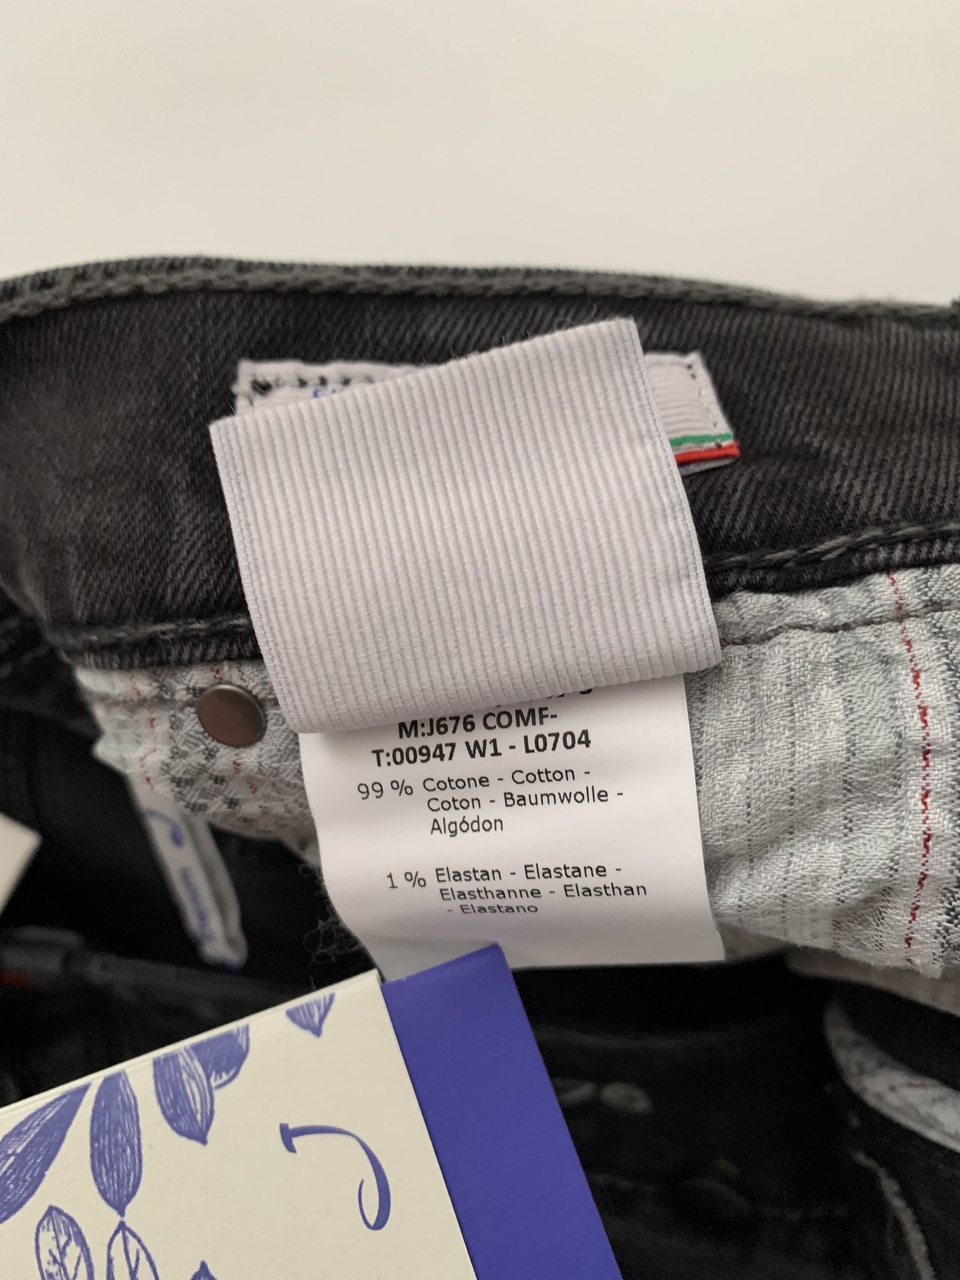 M:J676 COMF-
T:00947 W1 - L0704
99 % Cotone - Cotton -
Coton - Baumwolle -
Algódon
1 % Elastan - Elastane -
Elasthanne - Elasthan
- Elastano